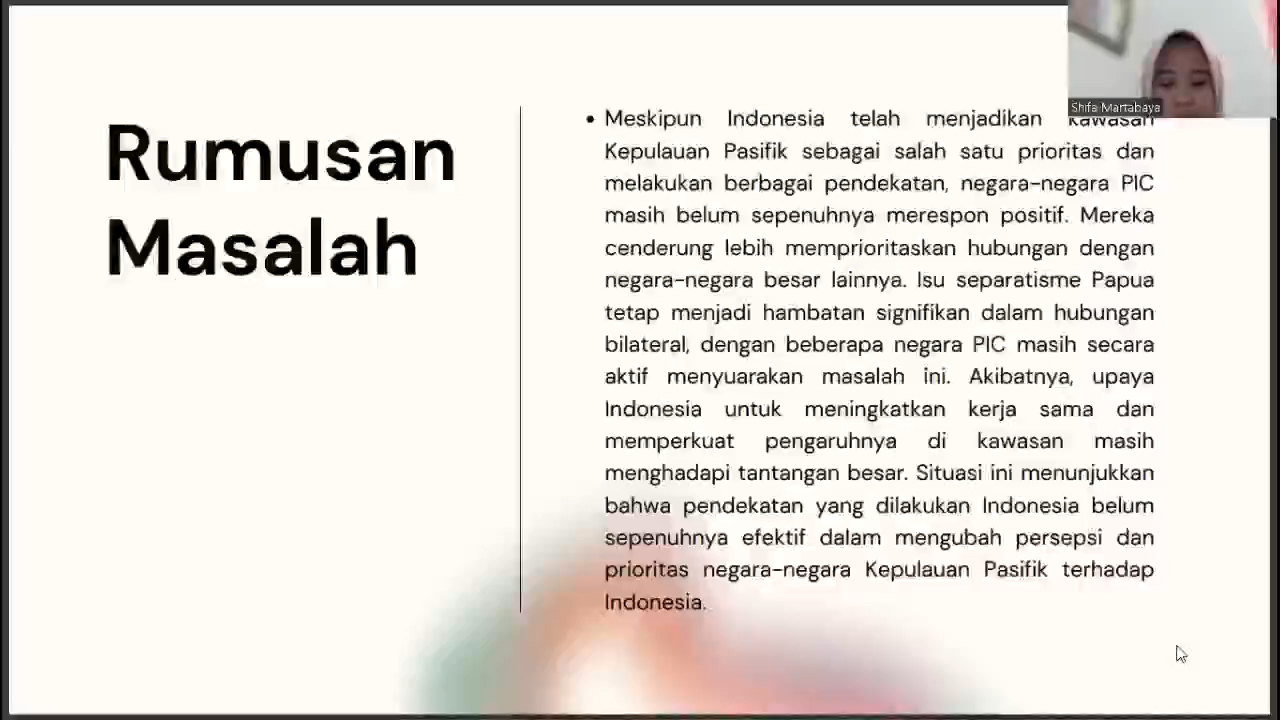 Rumusan
Masalah
• Meskipun Indonesia telah menjadikan kawasan
Kepulauan Pasifik sebagai salah satu prioritas dan
melakukan berbagai pendekatan, negara-negara PIC
masih belum sepenuhnya merespon positif. Mereka
cenderung lebih memprioritaskan hubungan dengan
negara-negara besar lainnya. Isu separatisme Papua
tetap menjadi hambatan signifikan dalam hubungan
bilateral, dengan beberapa negara PIC masih secara
aktif menyuarakan masalah ini. Akibatnya, upaya
Indonesia untuk meningkatkan kerja sama dan
memperkuat pengaruhnya di kawasan masih
menghadapi tantangan besar. Situasi ini menunjukkan
bahwa pendekatan yang dilakukan Indonesia belum
sepenuhnya efektif dalam mengubah persepsi dan
prioritas negara-negara Kepulauan Pasifik terhadap
Indonesia.
Shifa Martabaya